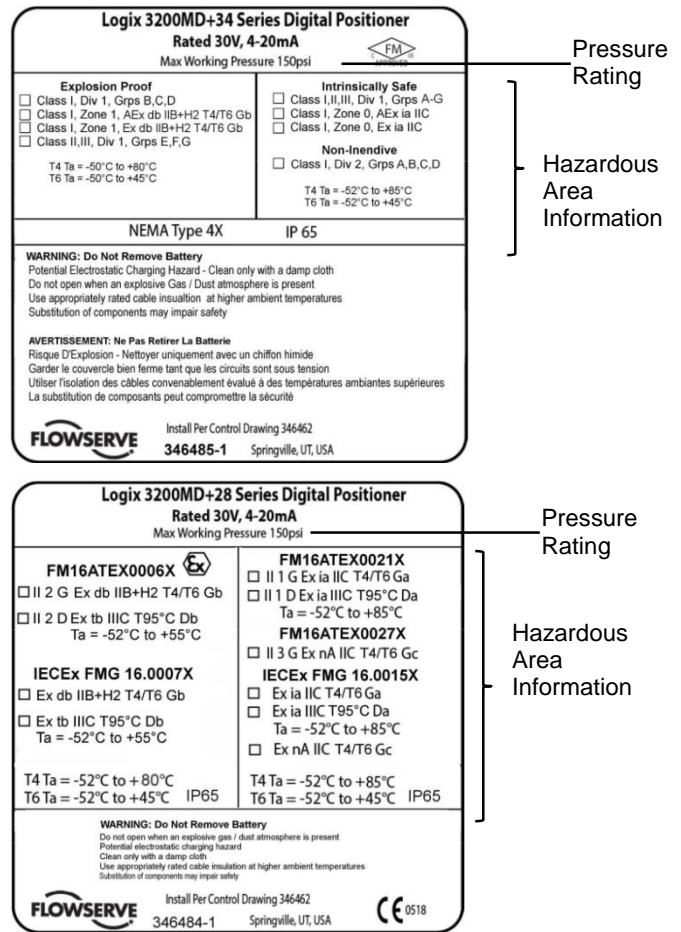 Logix 3200MD+34 Series Digital Positioner
Rated 30V, 4-20mA
Max Working Pressure 150psi
C FM US
APPROVED
Pressure
Rating
Explosion Proof
Class I, Div 1, Grps B,C,D
Class I, Zone 1, AEx db IIB+H2 T4/T6 Gb
Class I, Zone 1, Ex db IIB+H2 T4/T6 Gb
Class II,III, Div 1, Grps E,F,G
T4 Ta = -50°C to +80°C
T6 Ta = -50°C to +45°C
Intrinsically Safe
Class I,II,III, Div 1, Grps A-G
Class I, Zone 0, AEx ia IIC
Class I, Zone 0, Ex ia IIC
Non-Inendive
Class I, Div 2, Grps A,B,C,D
T4 Ta = -52°C to +85°C
T6 Ta = -52°C to +45°C
Hazardous
Area
Information
NEMA Type 4X IP 65
WARNING: Do Not Remove Battery
Potential Electrostatic Charging Hazard - Clean only with a damp cloth
Do not open when an explosive Gas / Dust atmosphere is present
Use appropriately rated cable insualtion at higher ambient temperatures
Substitution of components may impair safety
AVERTISSEMENT: Ne Pas Retirer La Batterie
Risque D'Explosion - Nettoyer uniquement avec un chiffon himide
Garder le couvercle bien ferme tant que les circuits sont sous tension
Utilser l'isolation des câbles convenablement évalué à des températures ambiantes supérieures
La substitution de composants peut compromettre la sécurité
FLOWSERVE
Install Per Control Drawing 346462
346485-1 Springville, UT, USA
Logix 3200MD+28 Series Digital Positioner
Rated 30V, 4-20mA
Max Working Pressure 150psi
Pressure
Rating
FM16ATEX0006X Ex
II 2 G Ex db IIB+H2 T4/T6 Gb
II 2 D Ex tb IIIC T95°C Db
Ta = -52°C to +55°C
IECEx FMG 16.0007X
Ex db IIB+H2 T4/T6 Gb
Ex tb IIIC T95°C Db
Ta = -52°C to +55°C
T4 Ta = -52°C to +80°C
T6 Ta = -52°C to +45°C IP65
FM16ATEX0021X
II 1 G Ex ia IIC T4/T6 Ga
II 1 D Ex ia IIIC T95°C Da
Ta = -52°C to +85°C
FM16ATEX0027X
II 3 G Ex nA IIC T4/T6 Gc
IECEx FMG 16.0015X
Ex ia IIC T4/T6 Ga
Ex ia IIIC T95°C Da
Ta = -52°C to +85°C
Ex nA IIC T4/T6 Gc
T4 Ta = -52°C to +85°C
T6 Ta = -52°C to +45°C IP65
Hazardous
Area
Information
WARNING: Do Not Remove Battery
Do not open when an explosive gas / dust atmosphere is present
Potential electrostatic charging hazard
Clean only with a damp cloth
Use appropriately rated cable insulation at higher ambient temperatures
Substitution of components may impair safety
FLOWSERVE
Install Per Control Drawing 346462
346484-1 Springville, UT, USA
CE 0518